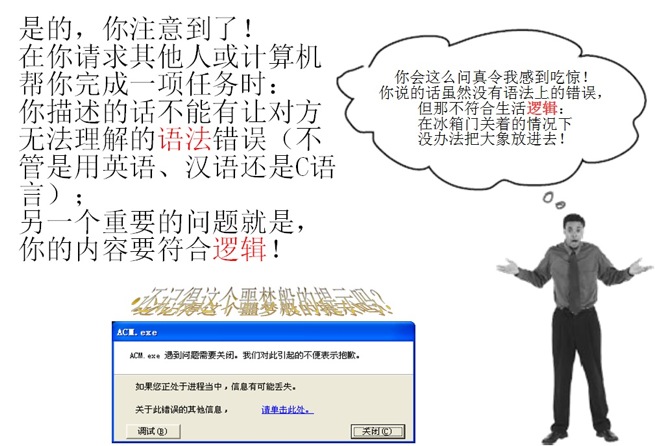 是的，你注意到了！
在你请求其他人或计算机
帮你完成一项任务时：
你描述的话不能有让对方
无法理解的语法错误（不
管是用英语、汉语还是C语
言）；
另一个重要的问题就是，
你的内容要符合逻辑！
你会这么问真令我感到吃惊！
你说的话虽然没有语法上的错误，
但那不符合生活逻辑：
在冰箱门关着的情况下
没办法把大象放进去！
还记得这个噩梦般的提示吗？
ACM.exe
ACM.exe 遇到问题需要关闭。我们对此引起的不便表示抱歉。
如果您正处于进程当中，信息有可能丢失。
关于此错误的其他信息，请单击此处。
调试(B) 关闭(C)